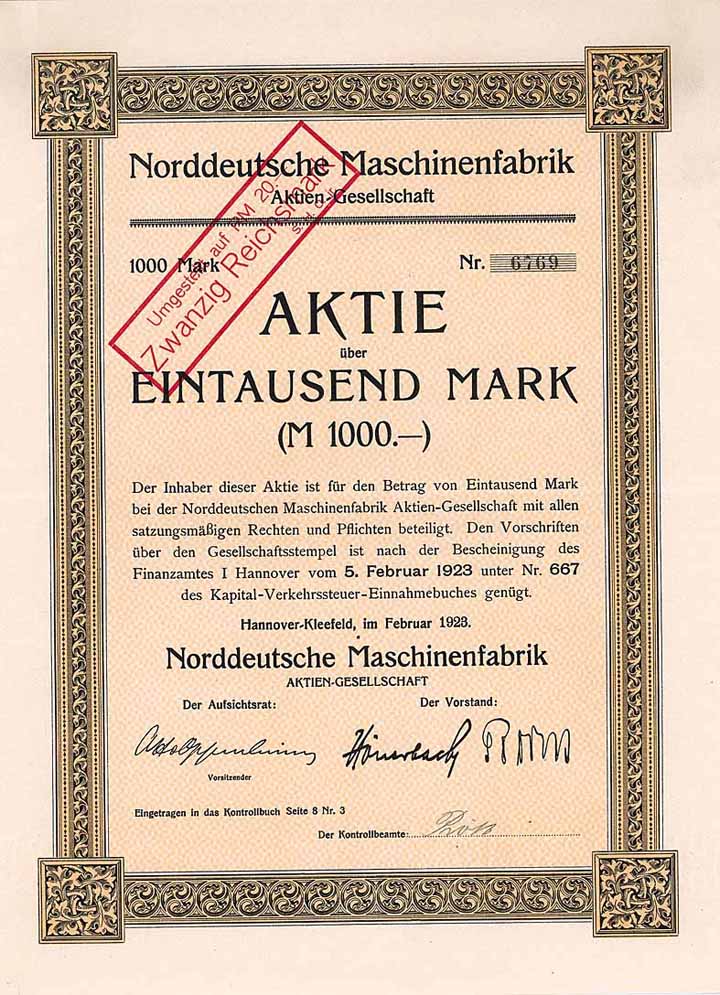 Norddeutsche Maschinenfabrik
Aktien-Gesellschaft
Umgestellt auf RM 20.-
Zwanzig Reichsmark
1000 Mark
Nr. 6769
AKTIE
über
EINTAUSEND MARK
(M 1000.—)
Der Inhaber dieser Aktie ist für den Betrag von Eintausend Mark
bei der Norddeutschen Maschinenfabrik Aktien-Gesellschaft mit allen
satzungsmäßigen Rechten und Pflichten beteiligt. Den Vorschriften
über den Gesellschaftsstempel ist nach der Bescheinigung des
Finanzamtes I Hannover vom 5. Februar 1923 unter Nr. 667
des Kapital-Verkehrssteuer-Einnahmebuches genügt.
Hannover-Kleefeld, im Februar 1923.
Norddeutsche Maschinenfabrik
AKTIEN-GESELLSCHAFT
Der Aufsichtsrat:
Der Vorstand:
Vorsitzender
Eingetragen in das Kontrollbuch Seite 8 Nr. 3
Der Kontrollbeamte: